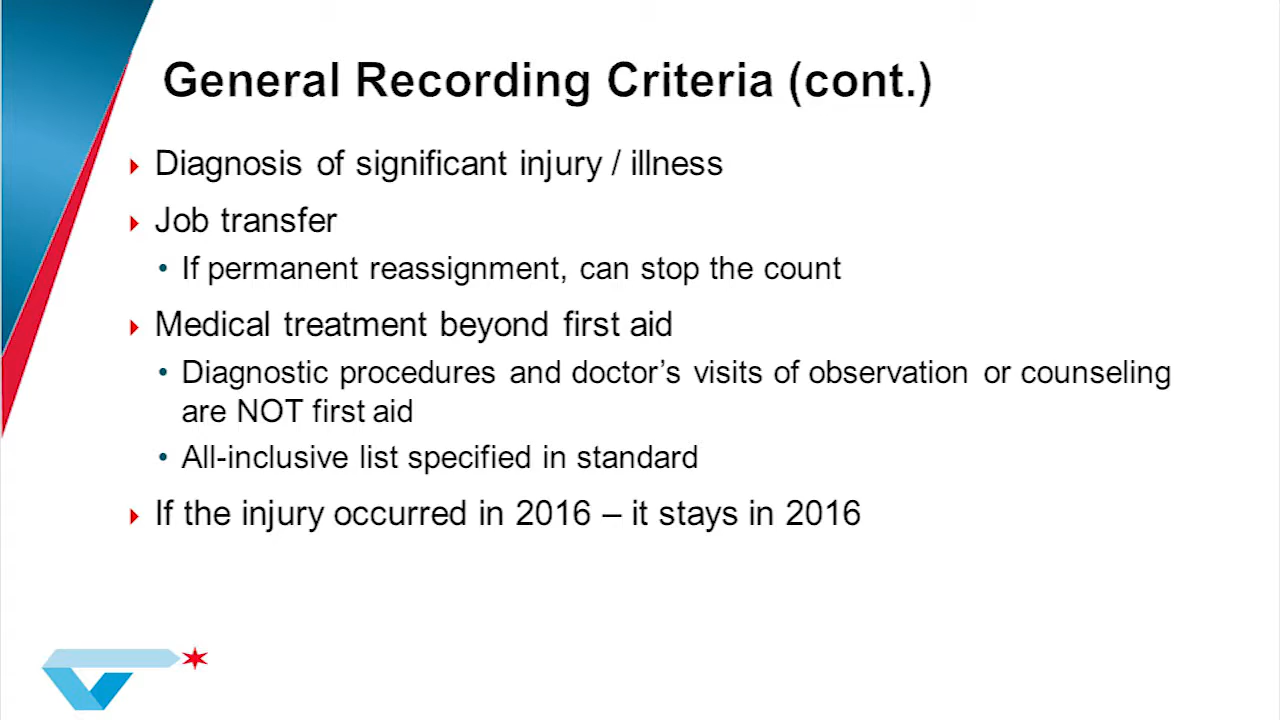 General Recording Criteria (cont.)
Diagnosis of significant injury / illness
Job transfer
• If permanent reassignment, can stop the count
Medical treatment beyond first aid
• Diagnostic procedures and doctor’s visits of observation or counseling
are NOT first aid
• All-inclusive list specified in standard
If the injury occurred in 2016 – it stays in 2016